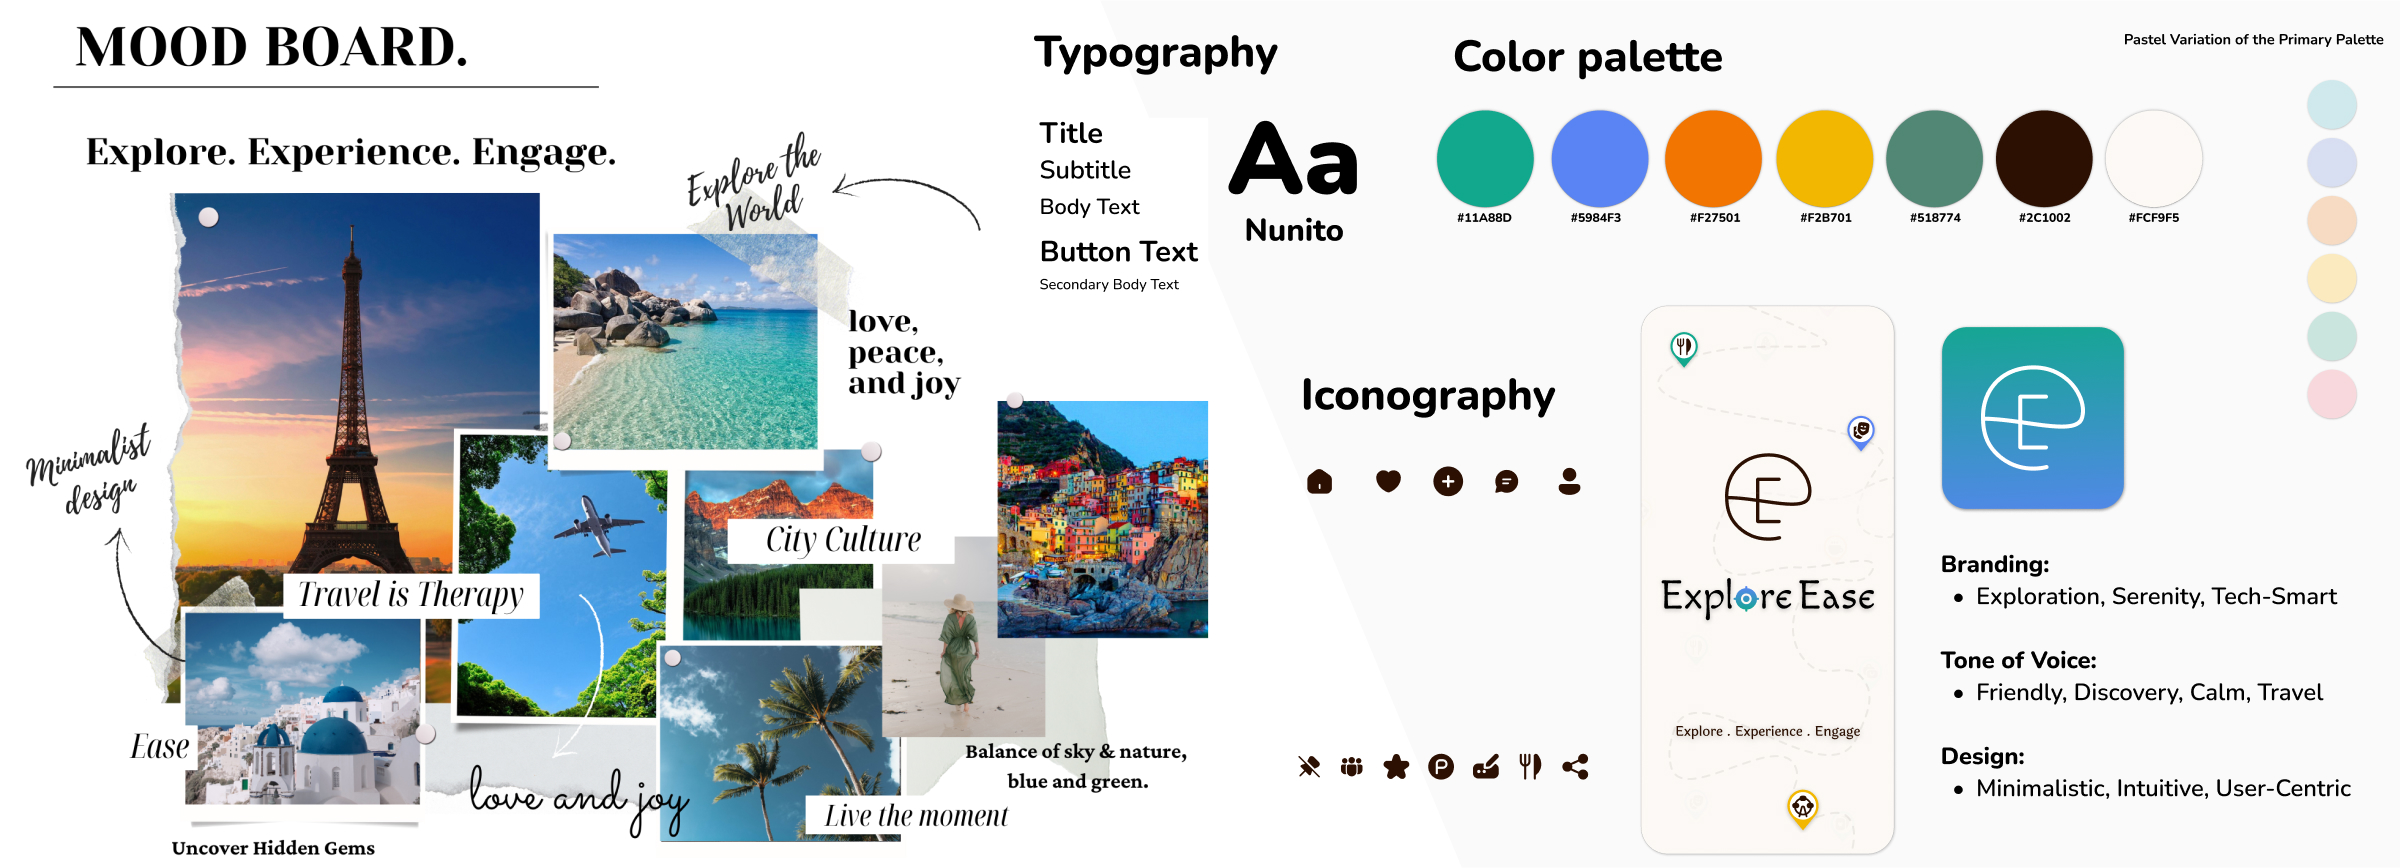 MOOD BOARD.
Explore. Experience. Engage.
Explore the
World
love,
peace,
and joy
Minimalist
design
City Culture
Travel is Therapy
Ease
Balance of sky & nature,
blue and green.
love and joy
Live the moment
Uncover Hidden Gems
Typography
Title
Subtitle
Body Text
Button Text
Secondary Body Text
Aa
Nunito
Color palette
#11A88D
#5984F3
#F27501
#F2B701
#518774
#2C1002
#FCF9F5
Pastel Variation of the Primary Palette
Iconography
P
E
Explore Ease
Explore . Experience . Engage
E
Branding:
• Exploration, Serenity, Tech-Smart
Tone of Voice:
• Friendly, Discovery, Calm, Travel
Design:
• Minimalistic, Intuitive, User-Centric